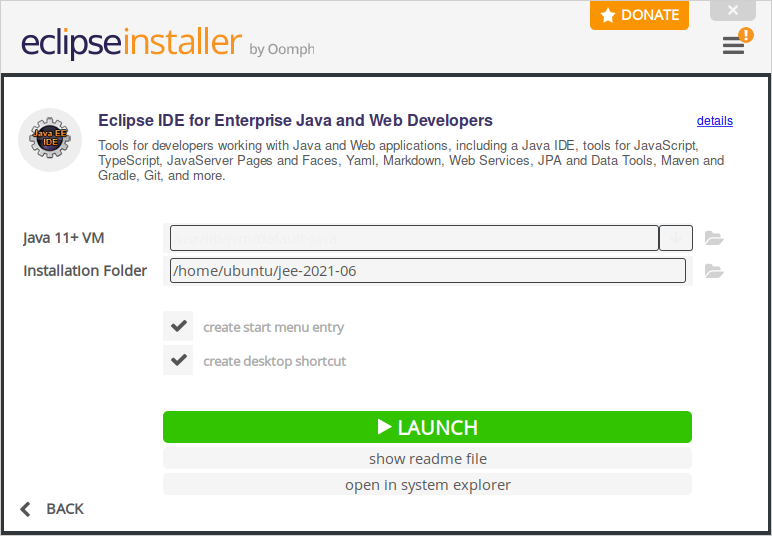 DONATE
eclipseinstaller by Oomph
Java EE
IDE
Eclipse IDE for Enterprise Java and Web Developers
details
Tools for developers working with Java and Web applications, including a Java IDE, tools for JavaScript,
TypeScript, JavaServer Pages and Faces, Yaml, Markdown, Web Services, JPA and Data Tools, Maven and
Gradle, Git, and more.
Java 11+ VM
Installation Folder
/home/ubuntu/jee-2021-06
create start menu entry
create desktop shortcut
LAUNCH
show readme file
open in system explorer
BACK